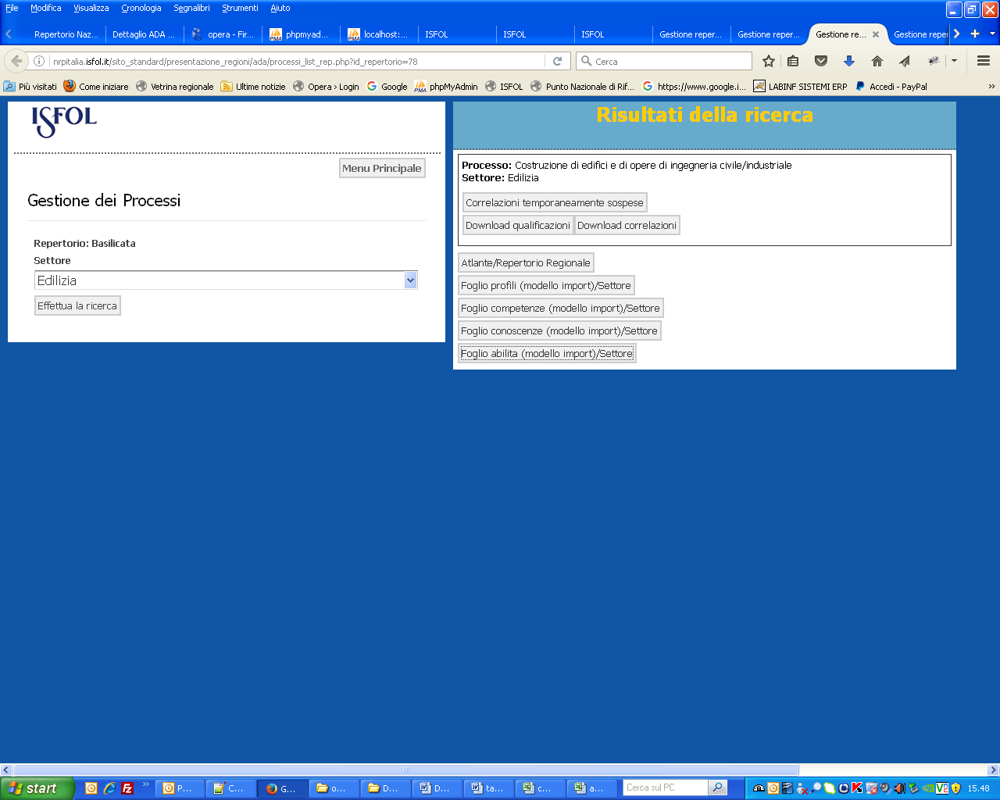 File Modifica Visualizza Cronologia Segnalibri Strumenti Aiuto
Repertorio Naz... Dettaglio ADA ... opera - Fir... phpmyad... localhost:... ISFOL ISFOL ISFOL Gestione reper... Gestione reper... Gestione re... Gestione reper
nrpitalia.isfol.it/sito_standard/presentazione_regioni/ada/processi_list_rep.php?id_repertorio=78 Cerca
Più visitati Come iniziare Vetrina regionale Ultime notizie Opera › Login Google phpMyAdmin ISFOL Punto Nazionale di Rif... https://www.google.i... LABINF SISTEMI ERP Accedi - PayPal »
ISFOL
Menu Principale
Gestione dei Processi
Repertorio: Basilicata
Settore
Edilizia
Effettua la ricerca
Risultati della ricerca
Processo: Costruzione di edifici e di opere di ingegneria civile/industriale
Settore: Edilizia
Correlazioni temporaneamente sospese
Download qualificazioni Download correlazioni
Atlante/Repertorio Regionale
Foglio profili (modello import)/Settore
Foglio competenze (modello import)/Settore
Foglio conoscenze (modello import)/Settore
Foglio abilita (modello import)/Settore
start » P... C... G... o... D... D... ta... c... a... Cerca sul PC 15.48